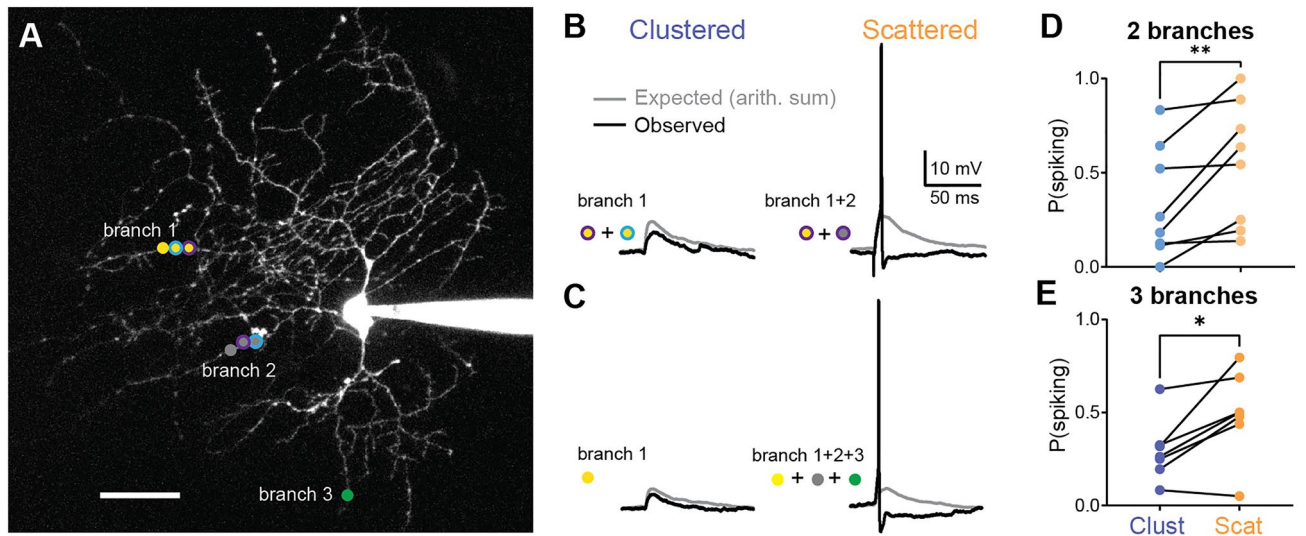 A
branch 1
branch 2
branch 3
B
Clustered
Scattered
Expected (arith. sum)
Observed
10 mV
50 ms
branch 1
+
branch 1+2
+
C
branch 1
branch 1+2+3
+ +
D
2 branches
**
P(spiking)
1.0
0.5
0.0
E
3 branches
*
P(spiking)
1.0
0.5
0.0
Clust
Scat